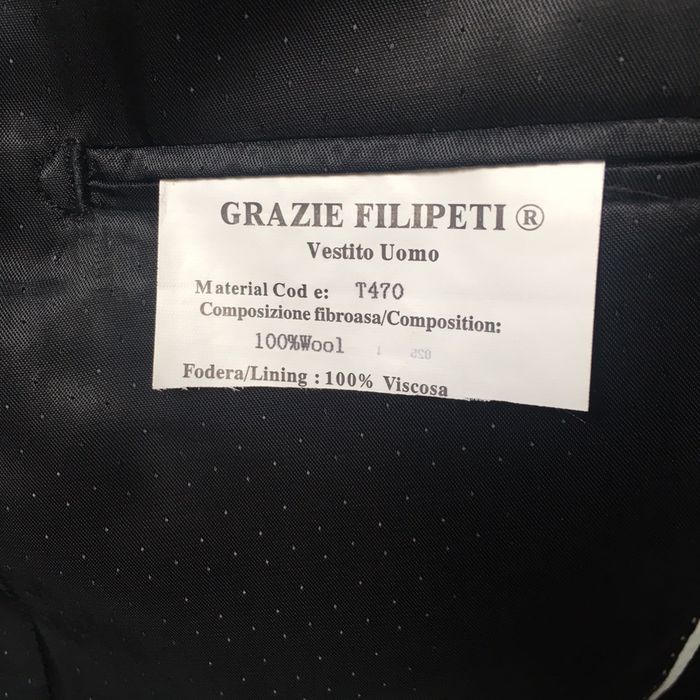 GRAZIE FILIPETI ®
Vestito Uomo
Material Cod e: T470
Composizione fibroasa/Composition:
100%Wool
Fodera/Lining : 100% Viscosa